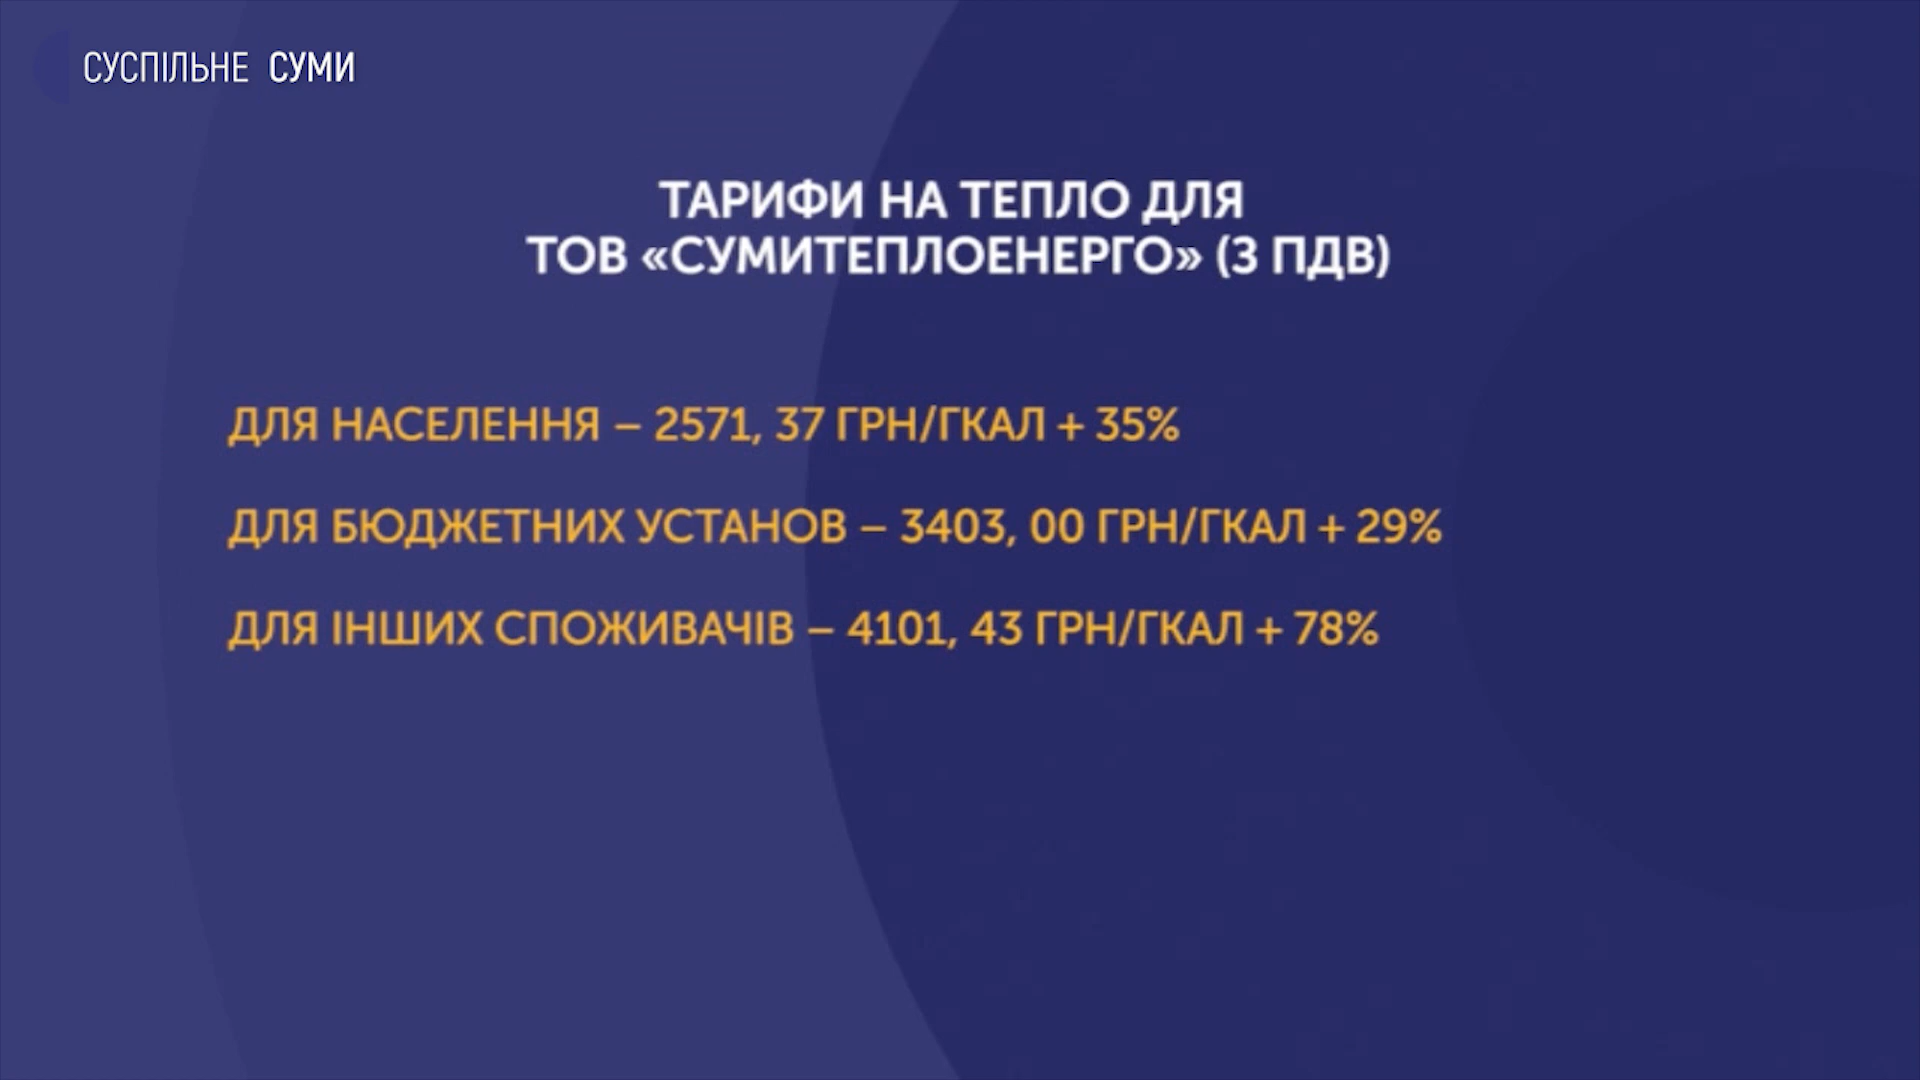 СУСПІЛЬНЕ СУМИ
ТАРИФИ НА ТЕПЛО ДЛЯ
ТОВ «СУМИТЕПЛОЕНЕРГО» (З ПДВ)
ДЛЯ НАСЕЛЕННЯ – 2571, 37 ГРН/ГКАЛ + 35%
ДЛЯ БЮДЖЕТНИХ УСТАНОВ – 3403, 00 ГРН/ГКАЛ + 29%
ДЛЯ ІНШИХ СПОЖИВАЧІВ – 4101, 43 ГРН/ГКАЛ + 78%